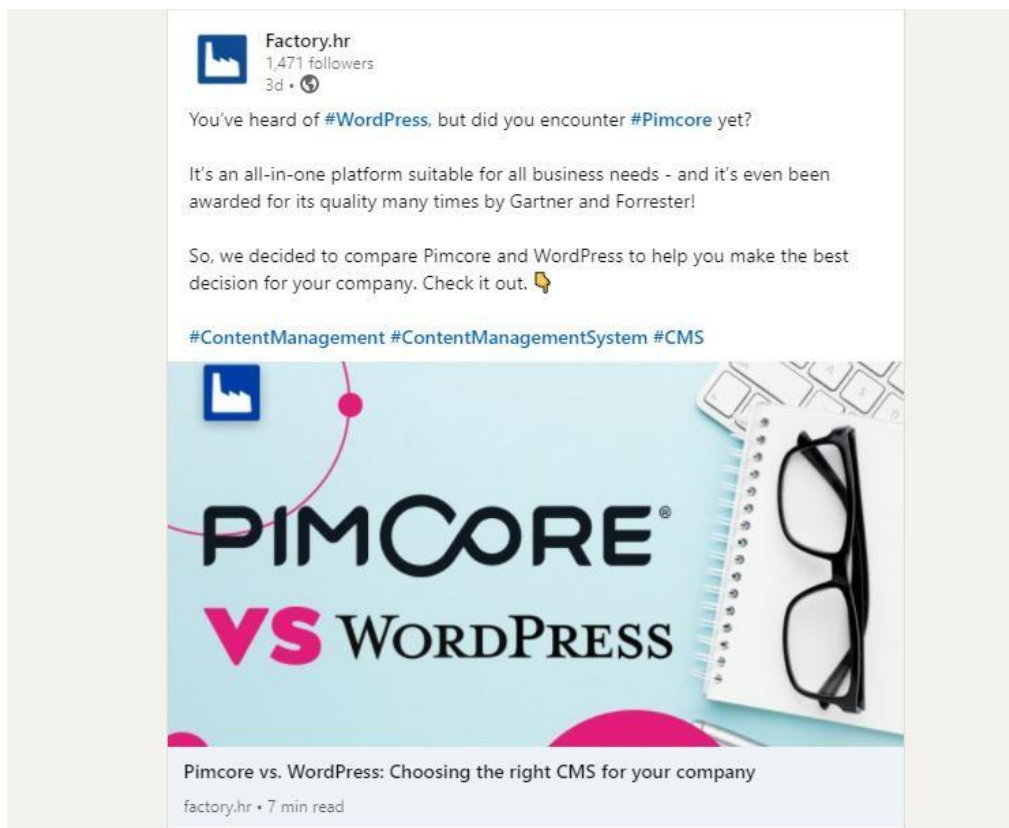 Factory.hr
1,471 followers
3d •
You've heard of #WordPress, but did you encounter #Pimcore yet?
It's an all-in-one platform suitable for all business needs - and it's even been
awarded for its quality many times by Gartner and Forrester!
So, we decided to compare Pimcore and WordPress to help you make the best
decision for your company. Check it out. 👇
#ContentManagement #ContentManagementSystem #CMS
PIMCORE®
VS WORDPRESS
Pimcore vs. WordPress: Choosing the right CMS for your company
factory.hr • 7 min read